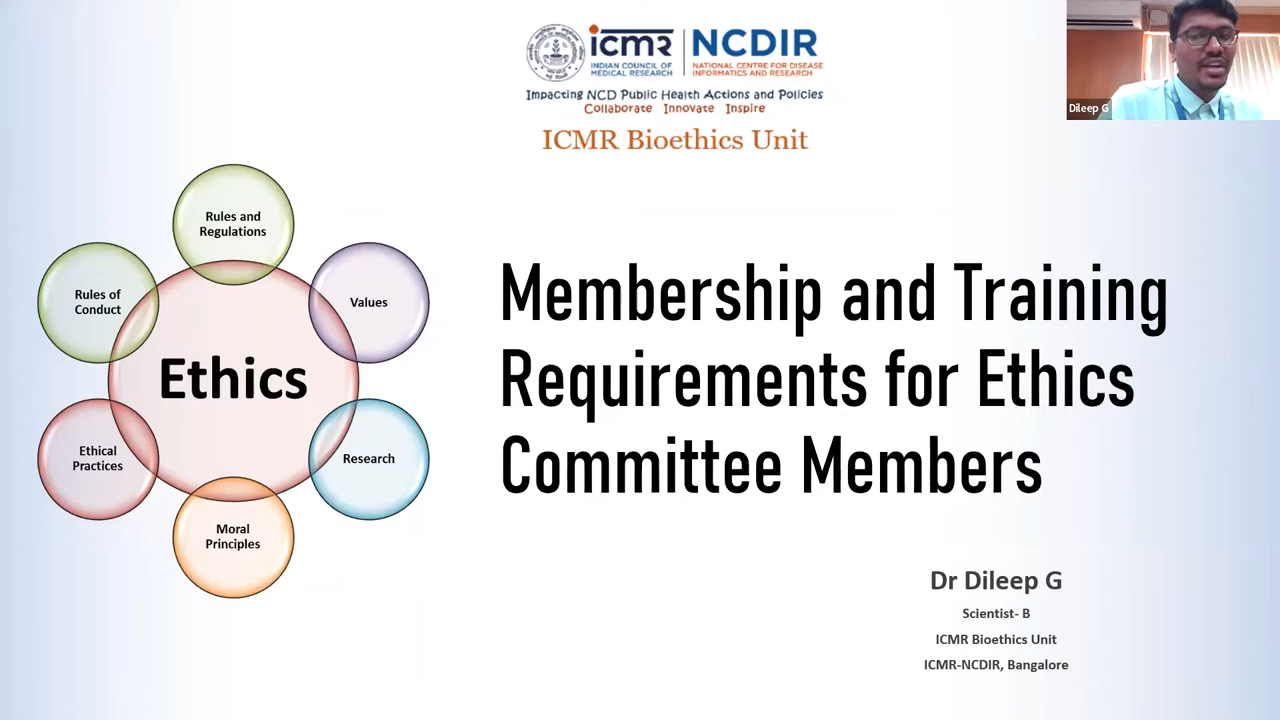 icmr
INDIAN COUNCIL OF
MEDICAL RESEARCH
NCDIR
NATIONAL CENTRE FOR DISEASE
INFORMATICS AND RESEARCH
Impacting NCD Public Health Actions and Policies
Collaborate Innovate Inspire
ICMR Bioethics Unit
Dileep G
Rules and
Regulations
Rules of
Conduct
Values
Ethics
Ethical
Practices
Research
Moral
Principles
Membership and Training
Requirements for Ethics
Committee Members
Dr Dileep G
Scientist- B
ICMR Bioethics Unit
ICMR-NCDIR, Bangalore